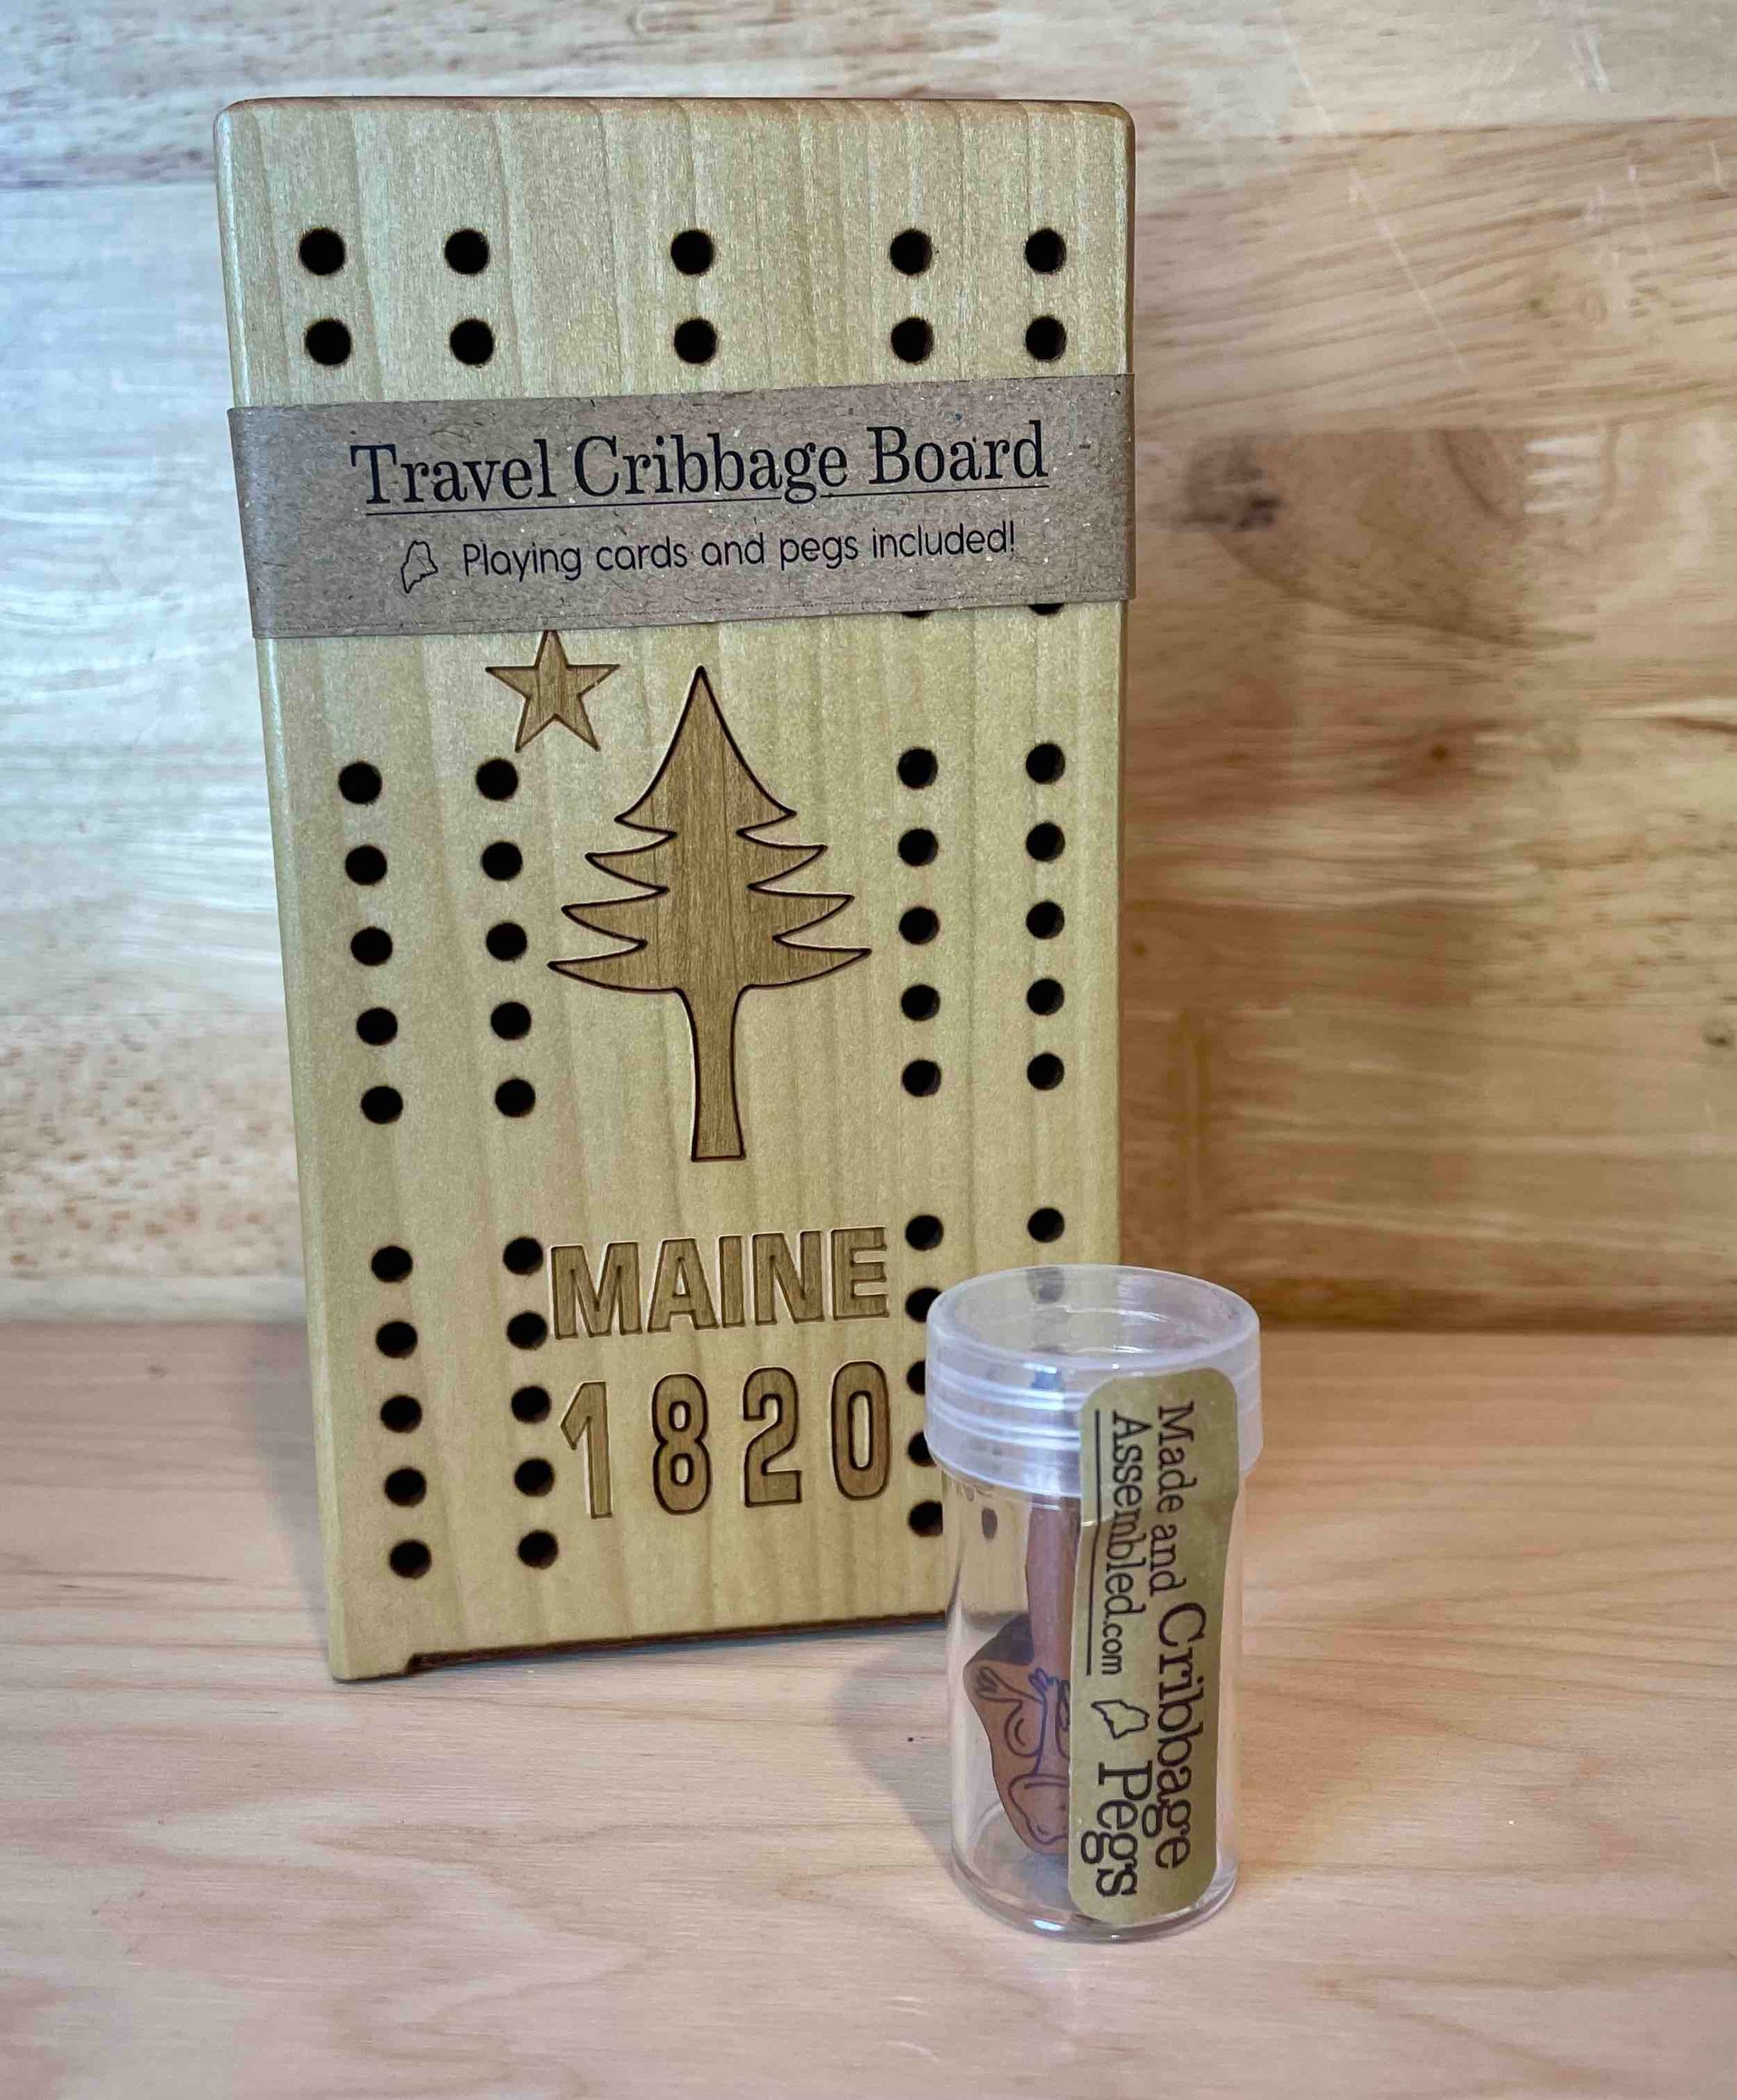 Travel Cribbage Board
Playing cards and pegs included!
MAINE
1820
Made and Cribbage
Assembled.com Pegs